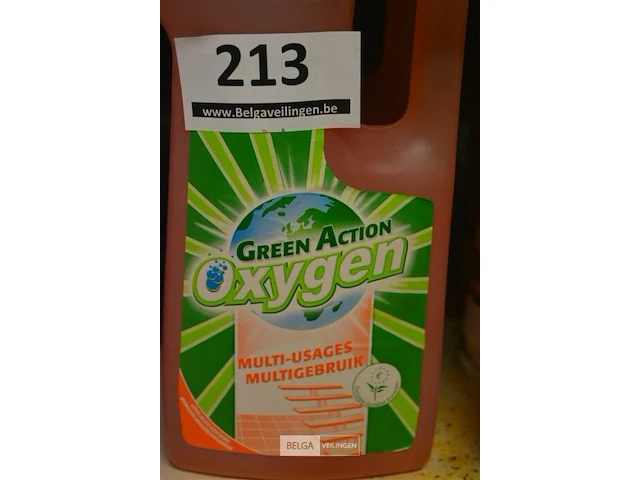 213
www.Belgaveilingen.be
GREEN ACTION
Oxygen
MULTI-USAGES
MULTIGEBRUIK
BELGA VEILINGEN